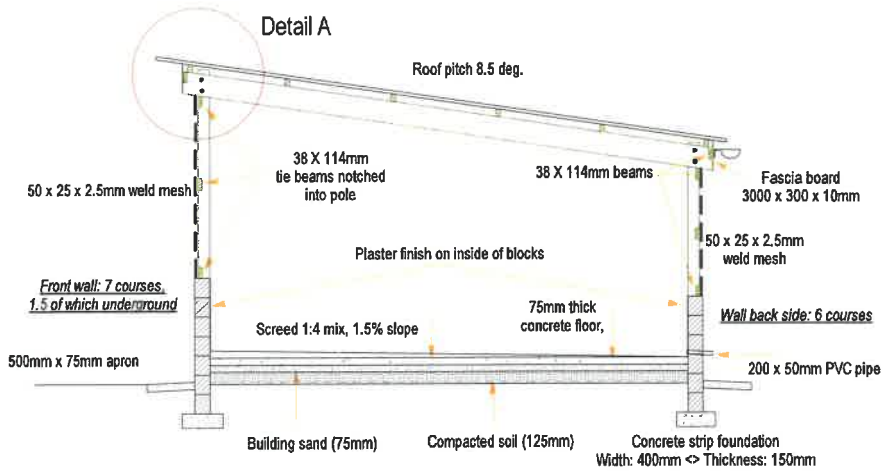 Detail A
Roof pitch 8.5 deg.
38 X 114mm
tie beams notched
into pole
50 x 25 x 2.5mm weld mesh
38 X 114mm beams
Fascia board
3000 x 300 x 10mm
50 x 25 x 2.5mm
weld mesh
Plaster finish on inside of blocks
Front wall: 7 courses,
1.5 of which underground
Screed 1:4 mix, 1.5% slope
75mm thick
concrete floor,
Wall back side: 6 courses
500mm x 75mm apron
200 x 50mm PVC pipe
Building sand (75mm)
Compacted soil (125mm)
Concrete strip foundation
Width: 400mm <> Thickness: 150mm